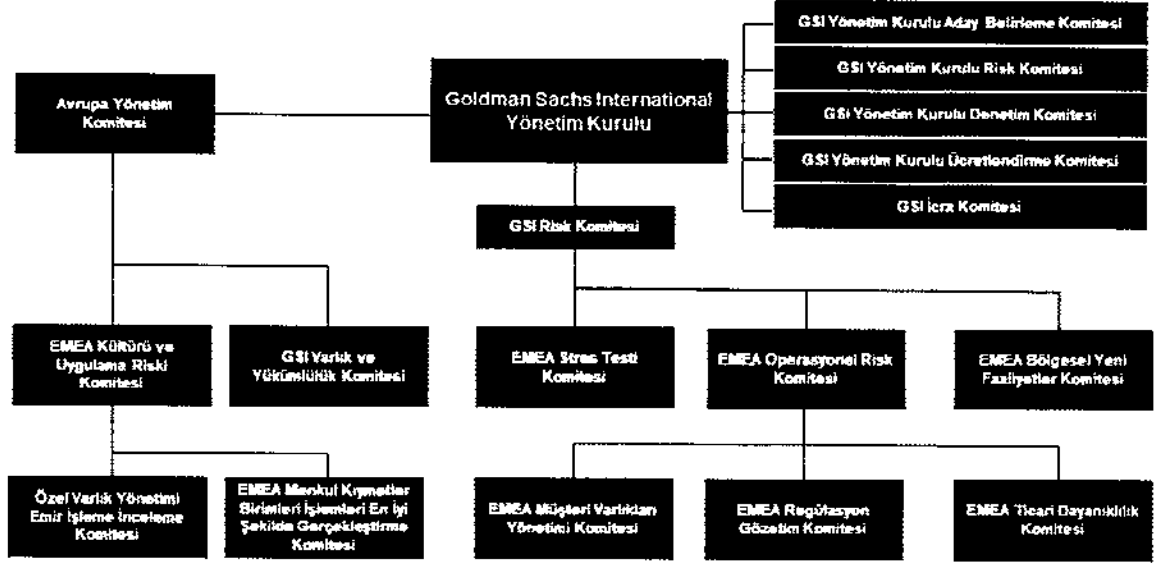 GSI Yönetim Kurulu Aday Belirleme Komitesi
GSI Yönetim Kurulu Risk Komitesi
GSI Yönetim Kurulu Denetim Komitesi
GSI Yönetim Kurulu Ücretlendirme Komitesi
GSI İcra Komitesi
Avrupa Yönetim
Komitesi
Goldman Sachs International
Yönetim Kurulu
GSI Risk Komitesi
EMEA Kültürü ve
Uygulama Riski
Komitesi
GSI Varlık ve
Yükümlülük Komitesi
EMEA Stres Testi
Komitesi
EMEA Operasyonel Risk
Komitesi
EMEA Bölgesel Yeni
Faaliyetler Komitesi
Özel Varlık Yönetimi
Emir İşleme İnceleme
Komitesi
EMEA Menkul Kıymetler
Birimleri İşlemleri En İyi
Şekilde Gerçekleştirme
Komitesi
EMEA Müşteri Varlıkları
Yönetimi Komitesi
EMEA Regülasyon
Gözetim Komitesi
EMEA Ticari Dayanıklılık
Komitesi